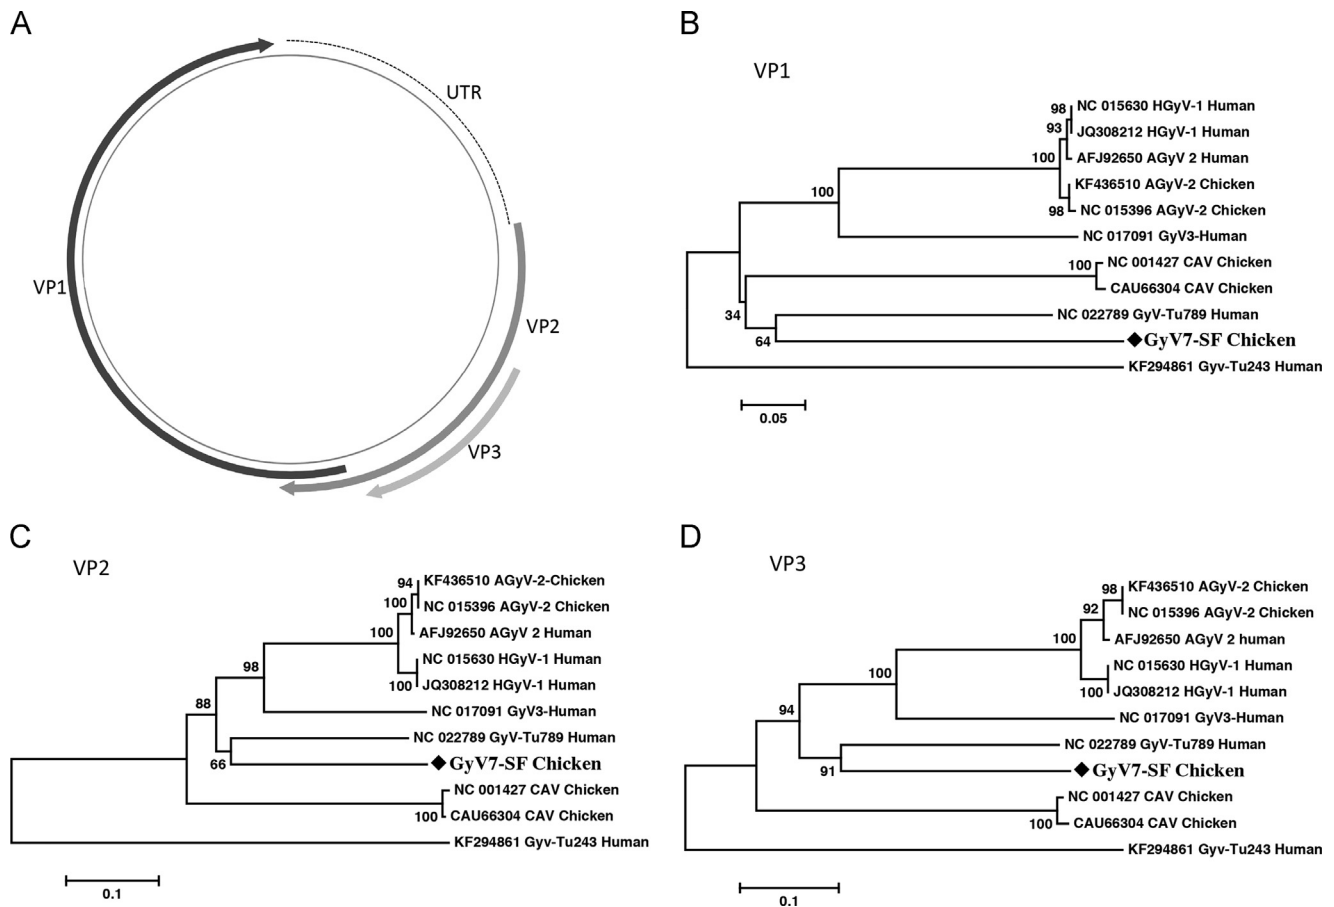 A
UTR
VP1
VP2
VP3
B
VP1
98
NC 015630 HGyV-1 Human
93
JQ308212 HGyV-1 Human
100
AFJ92650 AGyV 2 Human
KF436510 AGyV-2 Chicken
98
NC 015396 AGyV-2 Chicken
100
NC 017091 GyV3-Human
100
NC 001427 CAV Chicken
CAU66304 CAV Chicken
34
NC 022789 GyV-Tu789 Human
64
◆GyV7-SF Chicken
KF294861 Gyv-Tu243 Human
0.05
C
VP2
94
KF436510 AGyV-2-Chicken
100
NC 015396 AGyV-2 Chicken
100
AFJ92650 AGyV 2 Human
NC 015630 HGyV-1 Human
100
JQ308212 HGyV-1 Human
98
NC 017091 GyV3-Human
88
NC 022789 GyV-Tu789 Human
66
◆GyV7-SF Chicken
NC 001427 CAV Chicken
100
CAU66304 CAV Chicken
KF294861 Gyv-Tu243 Human
0.1
D
VP3
98
KF436510 AGyV-2 Chicken
92
NC 015396 AGyV-2 Chicken
100
AFJ92650 AGyV 2 human
NC 015630 HGyV-1 Human
100
JQ308212 HGyV-1 Human
100
NC 017091 GyV3-Human
94
NC 022789 GyV-Tu789 Human
91
◆GyV7-SF Chicken
NC 001427 CAV Chicken
100
CAU66304 CAV Chicken
KF294861 Gyv-Tu243 Human
0.1